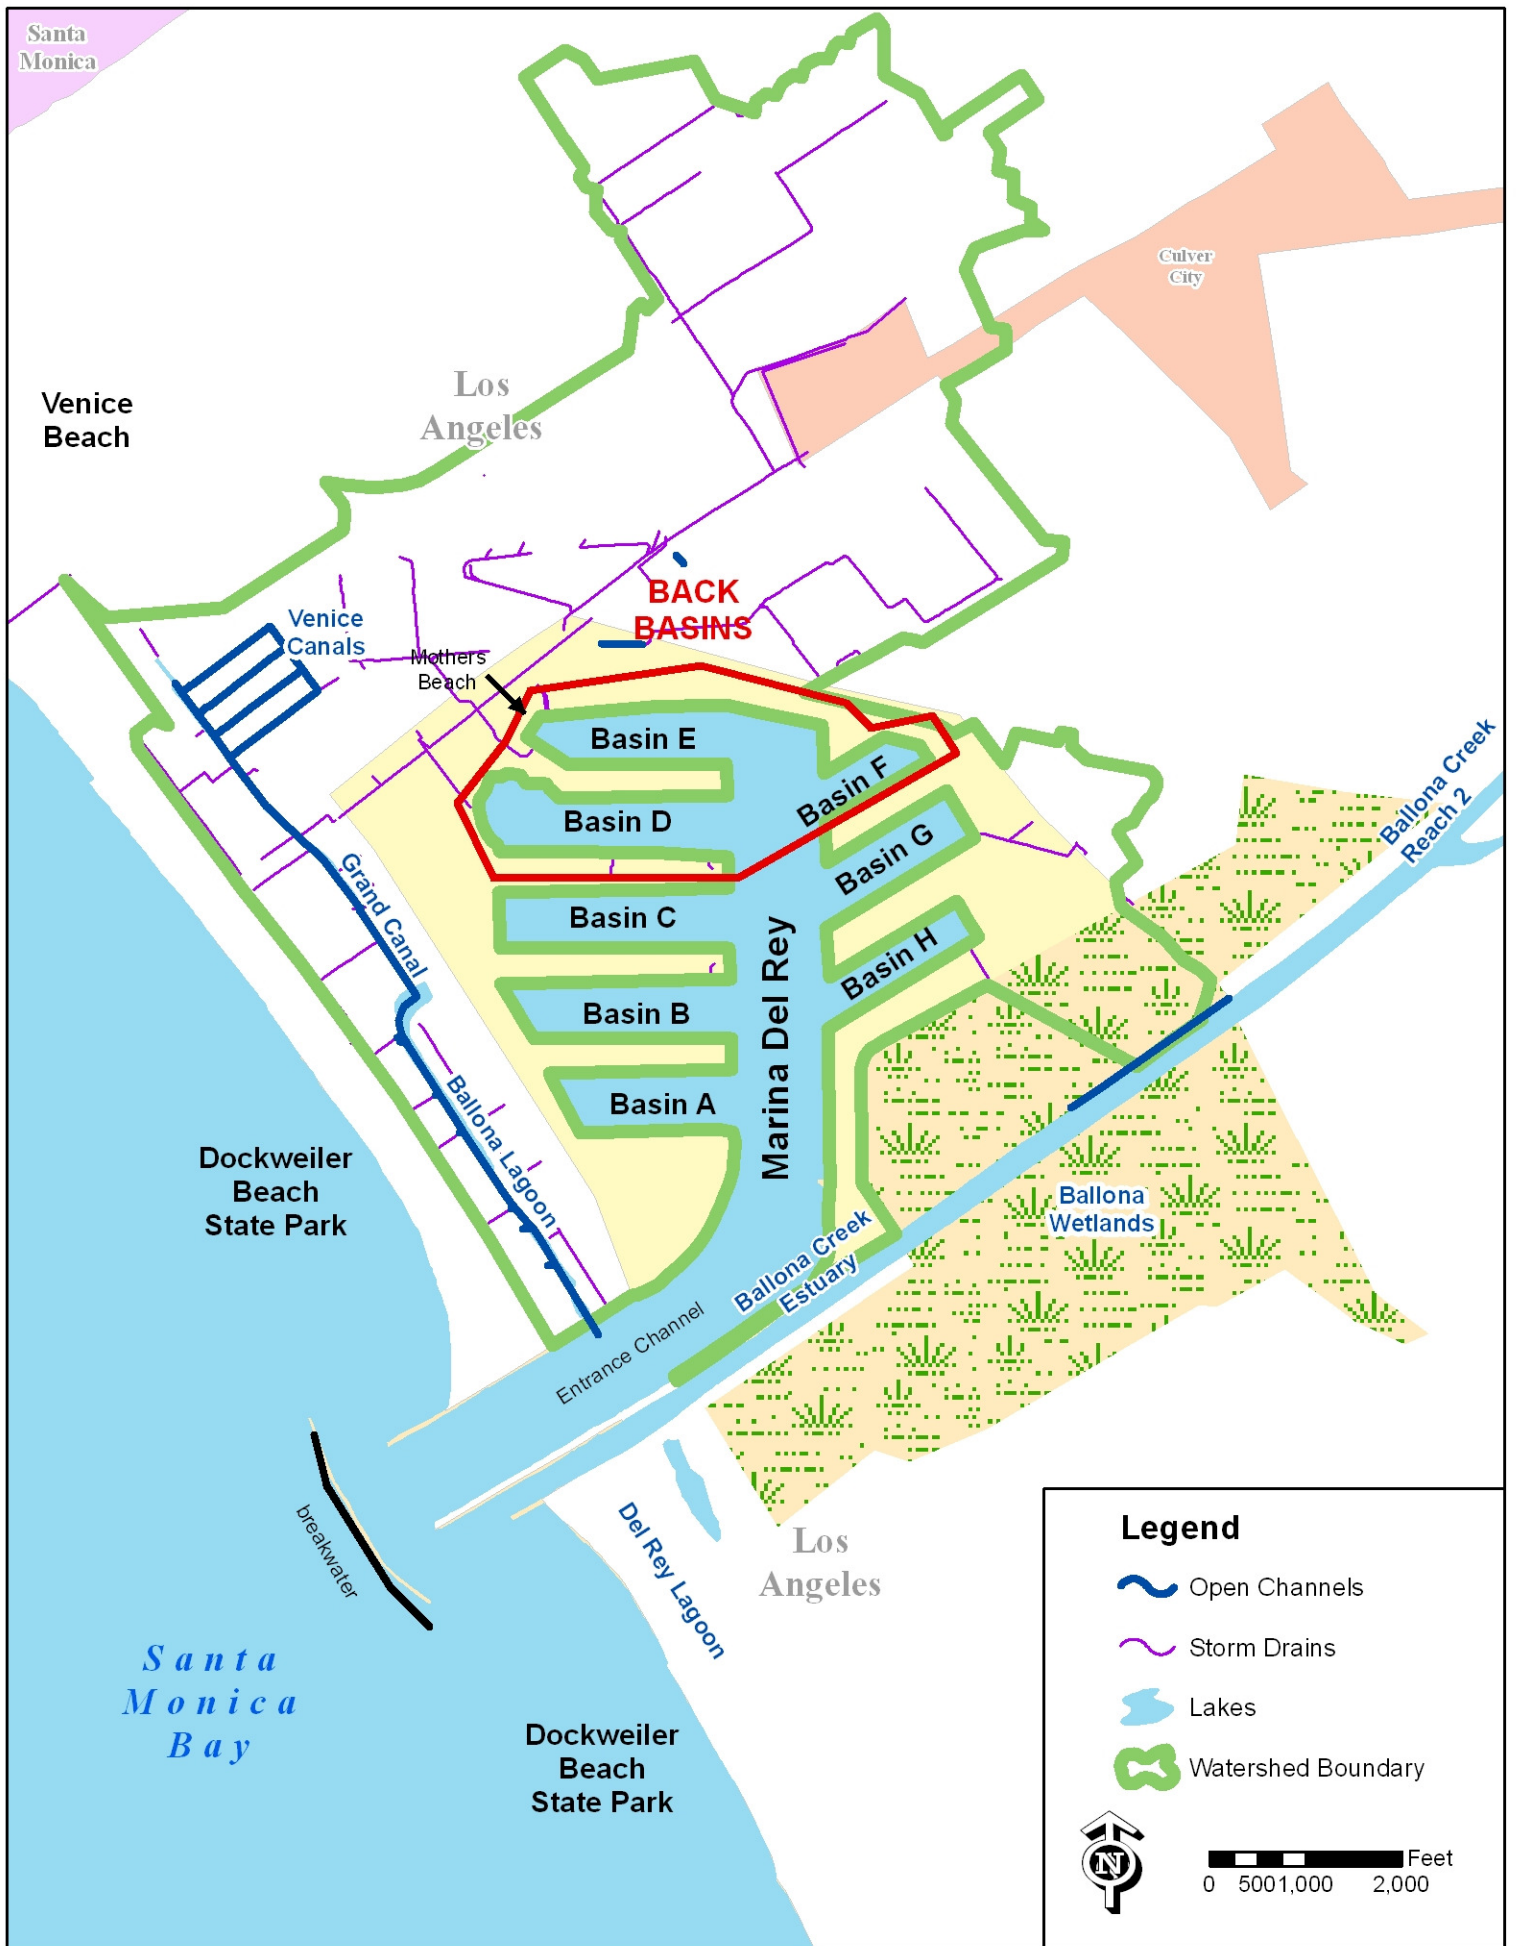 Santa
Monica
Culver
City
Los
Angeles
Venice
Beach
BACK
BASINS
Venice
Canals
Mothers
Beach
Basin E
Basin F
Basin D
Basin G
Basin C
Basin H
Basin B
Basin A
Marina Del Rey
Ballona Creek
Reach 2
Grand Canal
Ballona Lagoon
Dockweiler
Beach
State Park
Ballona
Wetlands
Ballona Creek
Estuary
Entrance Channel
breakwater
Del Rey Lagoon
Los
Angeles
Santa
Monica
Bay
Dockweiler
Beach
State Park
Legend
Open Channels
Storm Drains
Lakes
Watershed Boundary
N
Feet
0 500 1,000 2,000